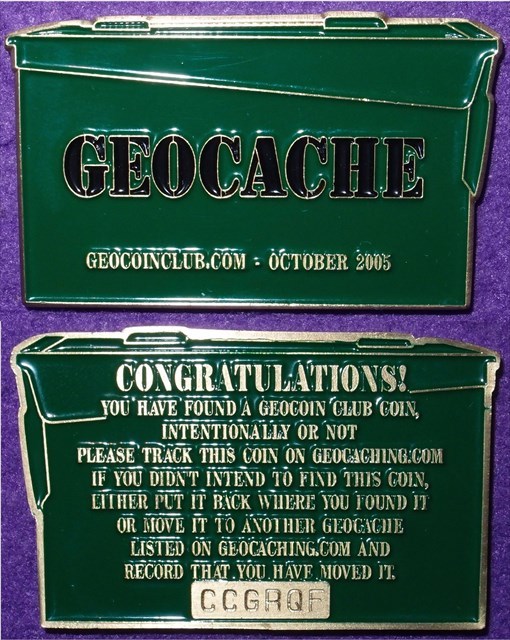 GEOCACHE
GEOCOINCLUB.COM - OCTOBER 2005
CONGRATULATIONS!
YOU HAVE FOUND A GEOCOIN CLUB COIN,
INTENTIONALLY OR NOT
PLEASE TRACK THIS COIN ON GEOCACHING.COM
IF YOU DIDN'T INTEND TO FIND THIS COIN,
EITHER PUT IT BACK WHERE YOU FOUND IT
OR MOVE IT TO ANOTHER GEOCACHE
LISTED ON GEOCACHING.COM AND
RECORD THAT YOU HAVE MOVED IT.
CCGRQF